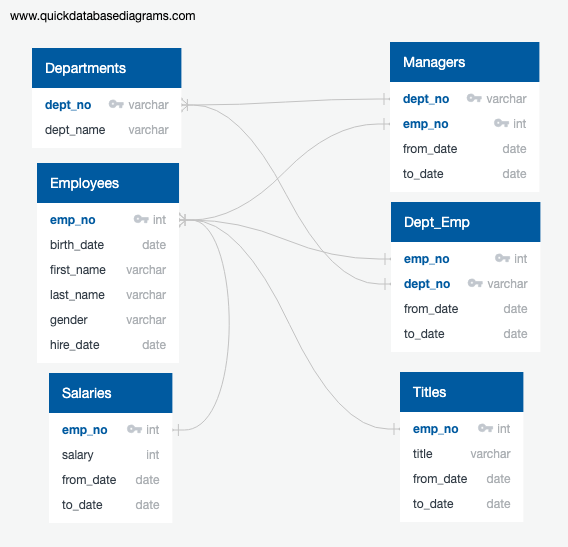 www.quickdatabasediagrams.com
Departments
dept_no varchar
dept_name varchar
Employees
emp_no int
birth_date date
first_name varchar
last_name varchar
gender varchar
hire_date date
Salaries
emp_no int
salary int
from_date date
to_date date
Managers
dept_no varchar
emp_no int
from_date date
to_date date
Dept_Emp
emp_no int
dept_no varchar
from_date date
to_date date
Titles
emp_no int
title varchar
from_date date
to_date date